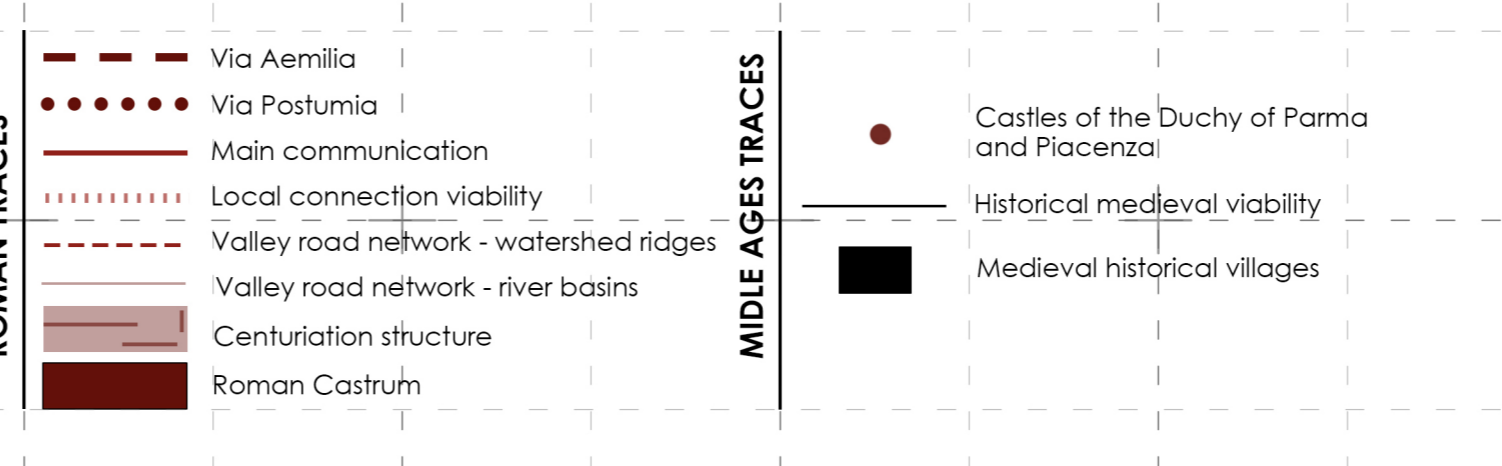 ROMAN TRACES
Via Aemilia
Via Postumia
Main communication
Local connection viability
Valley road network - watershed ridges
Valley road network - river basins
Centuriation structure
Roman Castrum
MIDLE AGES TRACES
Castles of the Duchy of Parma
and Piacenza
Historical medieval viability
Medieval historical villages